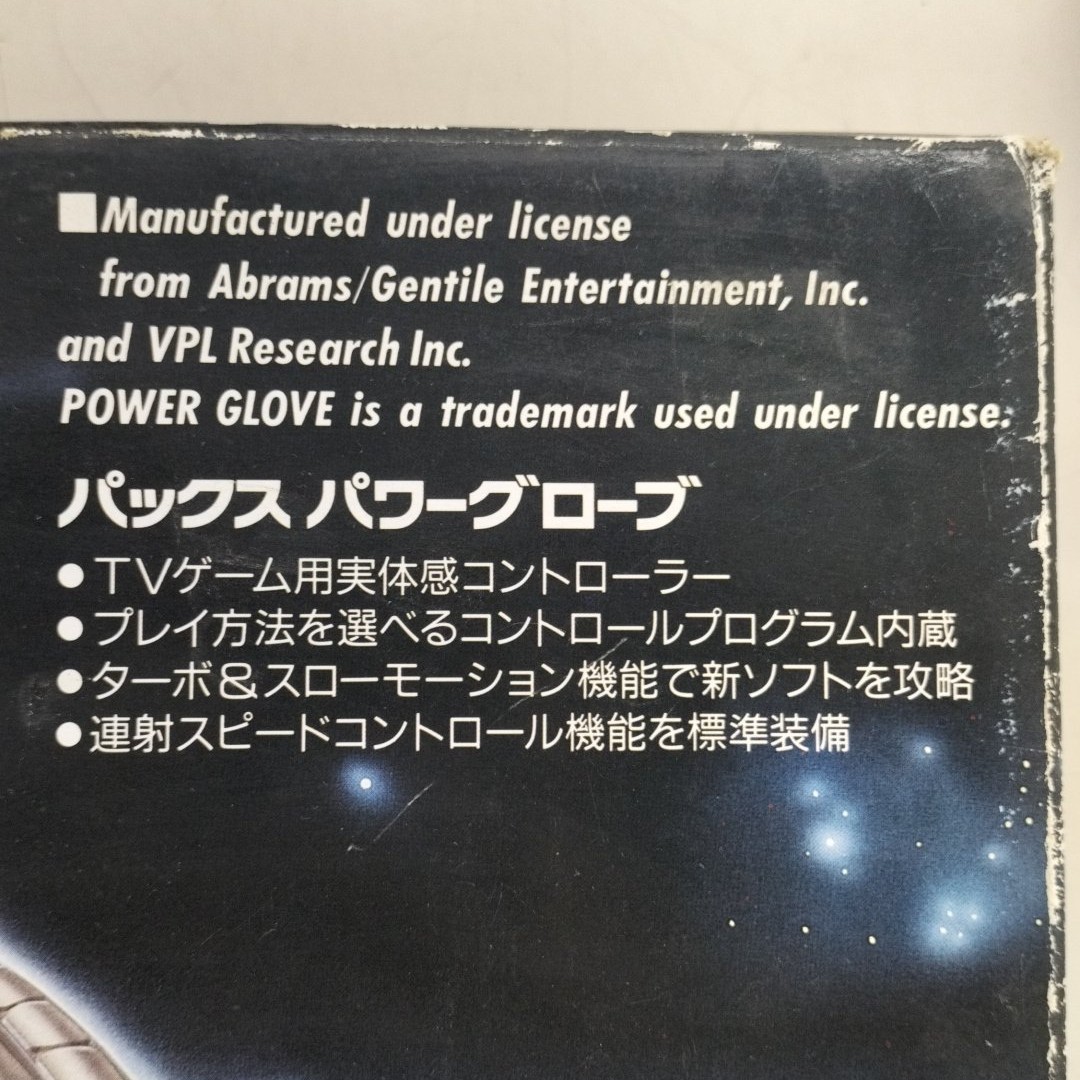 ■Manufactured under license
from Abrams/Gentile Entertainment, Inc.
and VPL Research Inc.
POWER GLOVE is a trademark used under license.
パックス パワーグローブ
●TVゲーム用実体感コントローラー
●プレイ方法を選べるコントロールプログラム内蔵
●ターボ&スローモーション機能で新ソフトを攻略
●連射スピードコントロール機能を標準装備